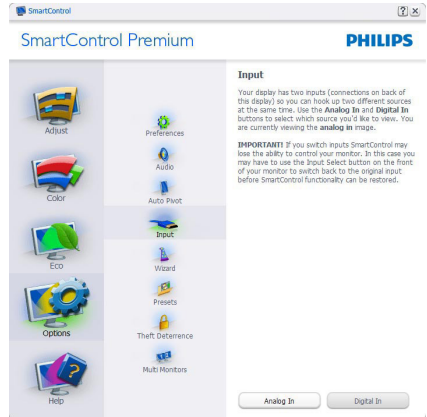 SmartControl
SmartControl Premium
PHILIPS
Adjust
Color
Eco
Options
Help
Preferences
Audio
Auto Pivot
Input
Wizard
Presets
Theft Deterrence
Multi Monitors
Input
Your display has two inputs (connections on back of
this display) so you can hook up two different sources
at the same time. Use the Analog In and Digital In
buttons to select which source you'd like to view. You
are currently viewing the analog in image.
IMPORTANT! If you switch inputs SmartControl may
lose the ability to control your monitor. In this case you
may have to use the Input Select button on the front
of your monitor to switch back to the original input
before SmartControl functionality can be restored.
Analog In
Digital In